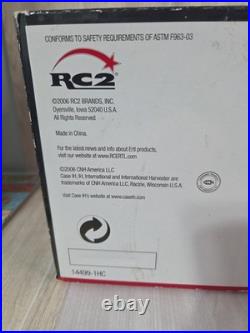 CONFORMS TO SAFETY REQUIREMENTS OF ASTM F963-03
RC2
©2006 RC2 BRANDS, INC.
Dyersville, Iowa 52040 U.S.A.
All Rights Reserved.
Made in China.
For the latest news and info about Ertl products,
visit our website at www.RCERTL.com
©2006 CNH America LLC
Case IH, IH, International and International Harvester are
trademarks of CNH America LLC, Racine, Wisconsin U.S.A.
Visit Case IH's website at www.caseih.com
14499-1HC